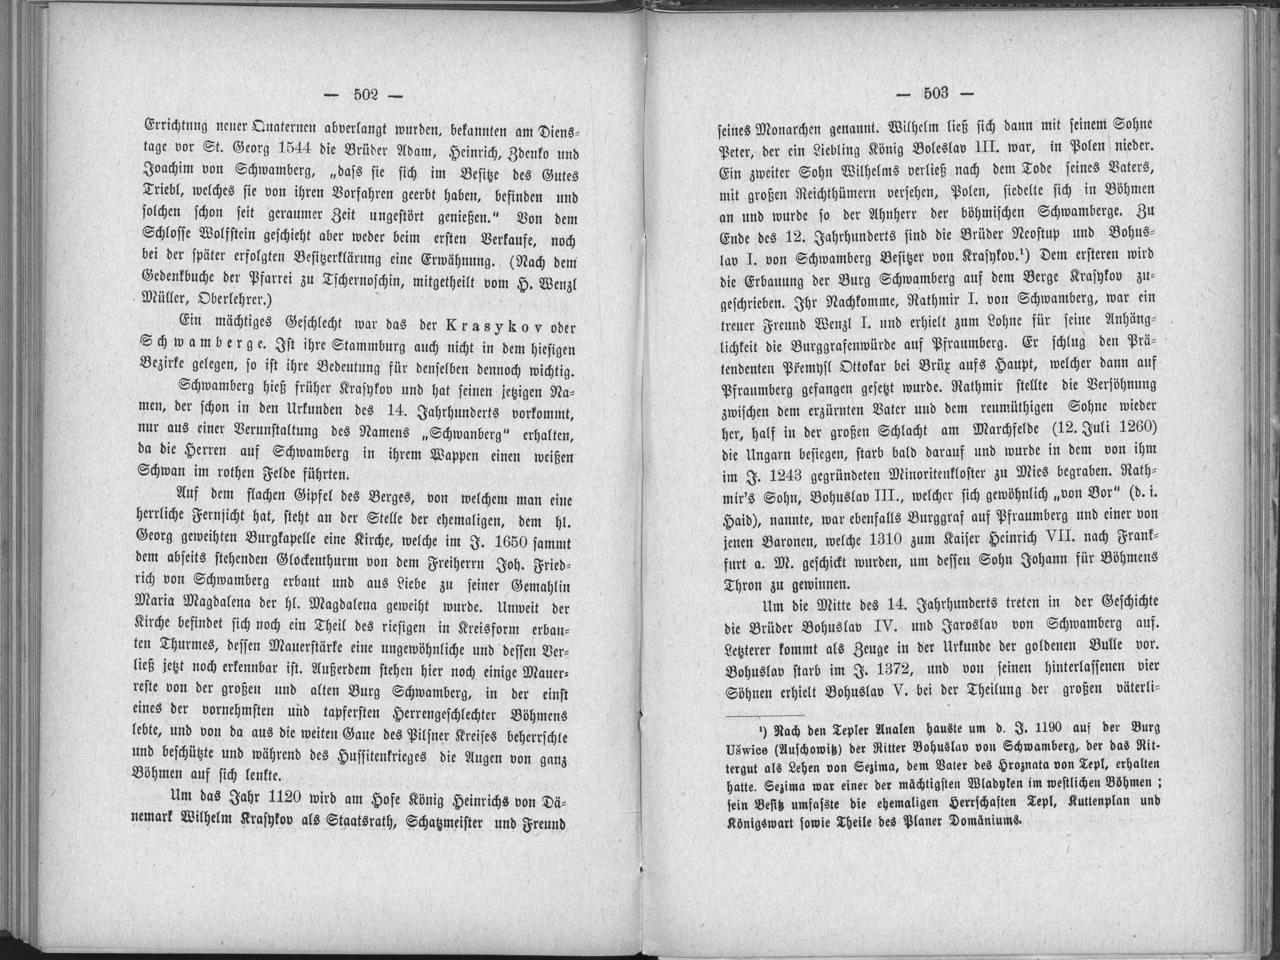 — 502 —
Errichtung neuer Quaternen abverlangt wurden, bekannten am Diens-
tage vor St. Georg 1544 die Brüder Adam, Heinrich, Zdenko und
Joachim von Schwamberg, „dass sie sich im Besitze des Gutes
Triebl, welches sie von ihren Vorfahren geerbt haben, befinden und
solchen schon seit geraumer Zeit ungestört genießen.“ Von dem
Schlosse Wolfstein geschieht aber weder beim ersten Verkaufe, noch
bei der später erfolgten Besitzerklärung eine Erwähnung. (Nach dem
Gedenkbuche der Pfarrei zu Tschernoschin, mitgetheilt vom H. Wenzl
Müller, Oberlehrer.)
Ein mächtiges Geschlecht war das der Krasykov oder
Schwamberge. Ist ihre Stammburg auch nicht in dem hiesigen
Bezirke gelegen, so ist ihre Bedeutung für denselben dennoch wichtig.
Schwamberg hieß früher Krasykov und hat seinen jetzigen Na-
men, der schon in den Urkunden des 14. Jahrhunderts vorkommt,
nur aus einer Verunstaltung des Namens „Schwanberg“ erhalten,
da die Herren auf Schwamberg in ihrem Wappen einen weißen
Schwan im rothen Felde führten.
Auf dem flachen Gipfel des Berges, von welchem man eine
herrliche Fernsicht hat, steht an der Stelle der ehemaligen, dem hl.
Georg geweihten Burgkapelle eine Kirche, welche im J. 1650 sammt
dem abseits stehenden Glockenthurm von dem Freiherrn Joh. Fried-
rich von Schwamberg erbaut und aus Liebe zu seiner Gemahlin
Maria Magdalena der hl. Magdalena geweiht wurde. Unweit der
Kirche befindet sich noch ein Theil des riesigen in Kreisform erbau-
ten Thurmes, dessen Mauerstärke eine ungewöhnliche und dessen Ver-
ließ jetzt noch erkennbar ist. Außerdem stehen hier noch einige Mauer-
reste von der großen und alten Burg Schwamberg, in der einst
eines der vornehmsten und tapfersten Herrengeschlechter Böhmens
lebte, und von da aus die weiten Gaue des Pilsner Kreises beherrschte
und beschützte und während des Hussitenkrieges die Augen von ganz
Böhmen auf sich lenkte.
Um das Jahr 1120 wird am Hofe König Heinrichs von Dä-
nemark Wilhelm Krasykov als Staatsrath, Schatzmeister und Freund
— 503 —
seines Monarchen genannt. Wilhelm ließ sich dann mit seinem Sohne
Peter, der ein Liebling König Boleslav III. war, in Polen nieder.
Ein zweiter Sohn Wilhelms verließ nach dem Tode seines Vaters,
mit großen Reichthümern versehen, Polen, siedelte sich in Böhmen
an und wurde so der Ahnherr der böhmischen Schwamberge. Zu
Ende des 12. Jahrhunderts sind die Brüder Neostup und Bohus-
lav I. von Schwamberg Besitzer von Krasykov.¹) Dem ersteren wird
die Erbauung der Burg Schwamberg auf dem Berge Krasykov zu-
geschrieben. Ihr Nachkomme, Rathmir I. von Schwamberg, war ein
treuer Freund Wenzl I. und erhielt zum Lohne für seine Anhäng-
lichkeit die Burggrafenwürde auf Pfraumberg. Er schlug den Prä-
tendenten Přemysl Ottokar bei Brüx aufs Haupt, welcher dann auf
Pfraumberg gefangen gesetzt wurde. Rathmir stellte die Versöhnung
zwischen dem erzürnten Vater und dem reumüthigen Sohne wieder
her, half in der großen Schlacht am Marchfelde (12. Juli 1260)
die Ungarn besiegen, starb bald darauf und wurde in dem von ihm
im J. 1243 gegründeten Minoritenkloster zu Mies begraben. Rath-
mir's Sohn, Bohuslav III., welcher sich gewöhnlich „von Bor“ (d. i.
Haid), nannte, war ebenfalls Burggraf auf Pfraumberg und einer von
jenen Baronen, welche 1310 zum Kaiser Heinrich VII. nach Frank-
furt a. M. geschickt wurden, um dessen Sohn Johann für Böhmens
Thron zu gewinnen.
Um die Mitte des 14. Jahrhunderts treten in der Geschichte
die Brüder Bohuslav IV. und Jaroslav von Schwamberg auf.
Letzterer kommt als Zeuge in der Urkunde der goldenen Bulle vor.
Bohuslav starb im J. 1372, und von seinen hinterlassenen vier
Söhnen erhielt Bohuslav V. bei der Theilung der großen väterli-
¹) Nach den Tepler Analen hauste um d. J. 1190 auf der Burg
Ušwice (Auschowitz) der Ritter Bohuslav von Schwamberg, der das Rit-
tergut als Lehen von Sezima, dem Vater des Hroznata von Tepl, erhalten
hatte. Sezima war einer der mächtigsten Wladyken im westlichen Böhmen;
sein Besitz umfasste die ehemaligen Herrschaften Tepl, Kuttenplan und
Königswart sowie Theile des Planer Domäniums.